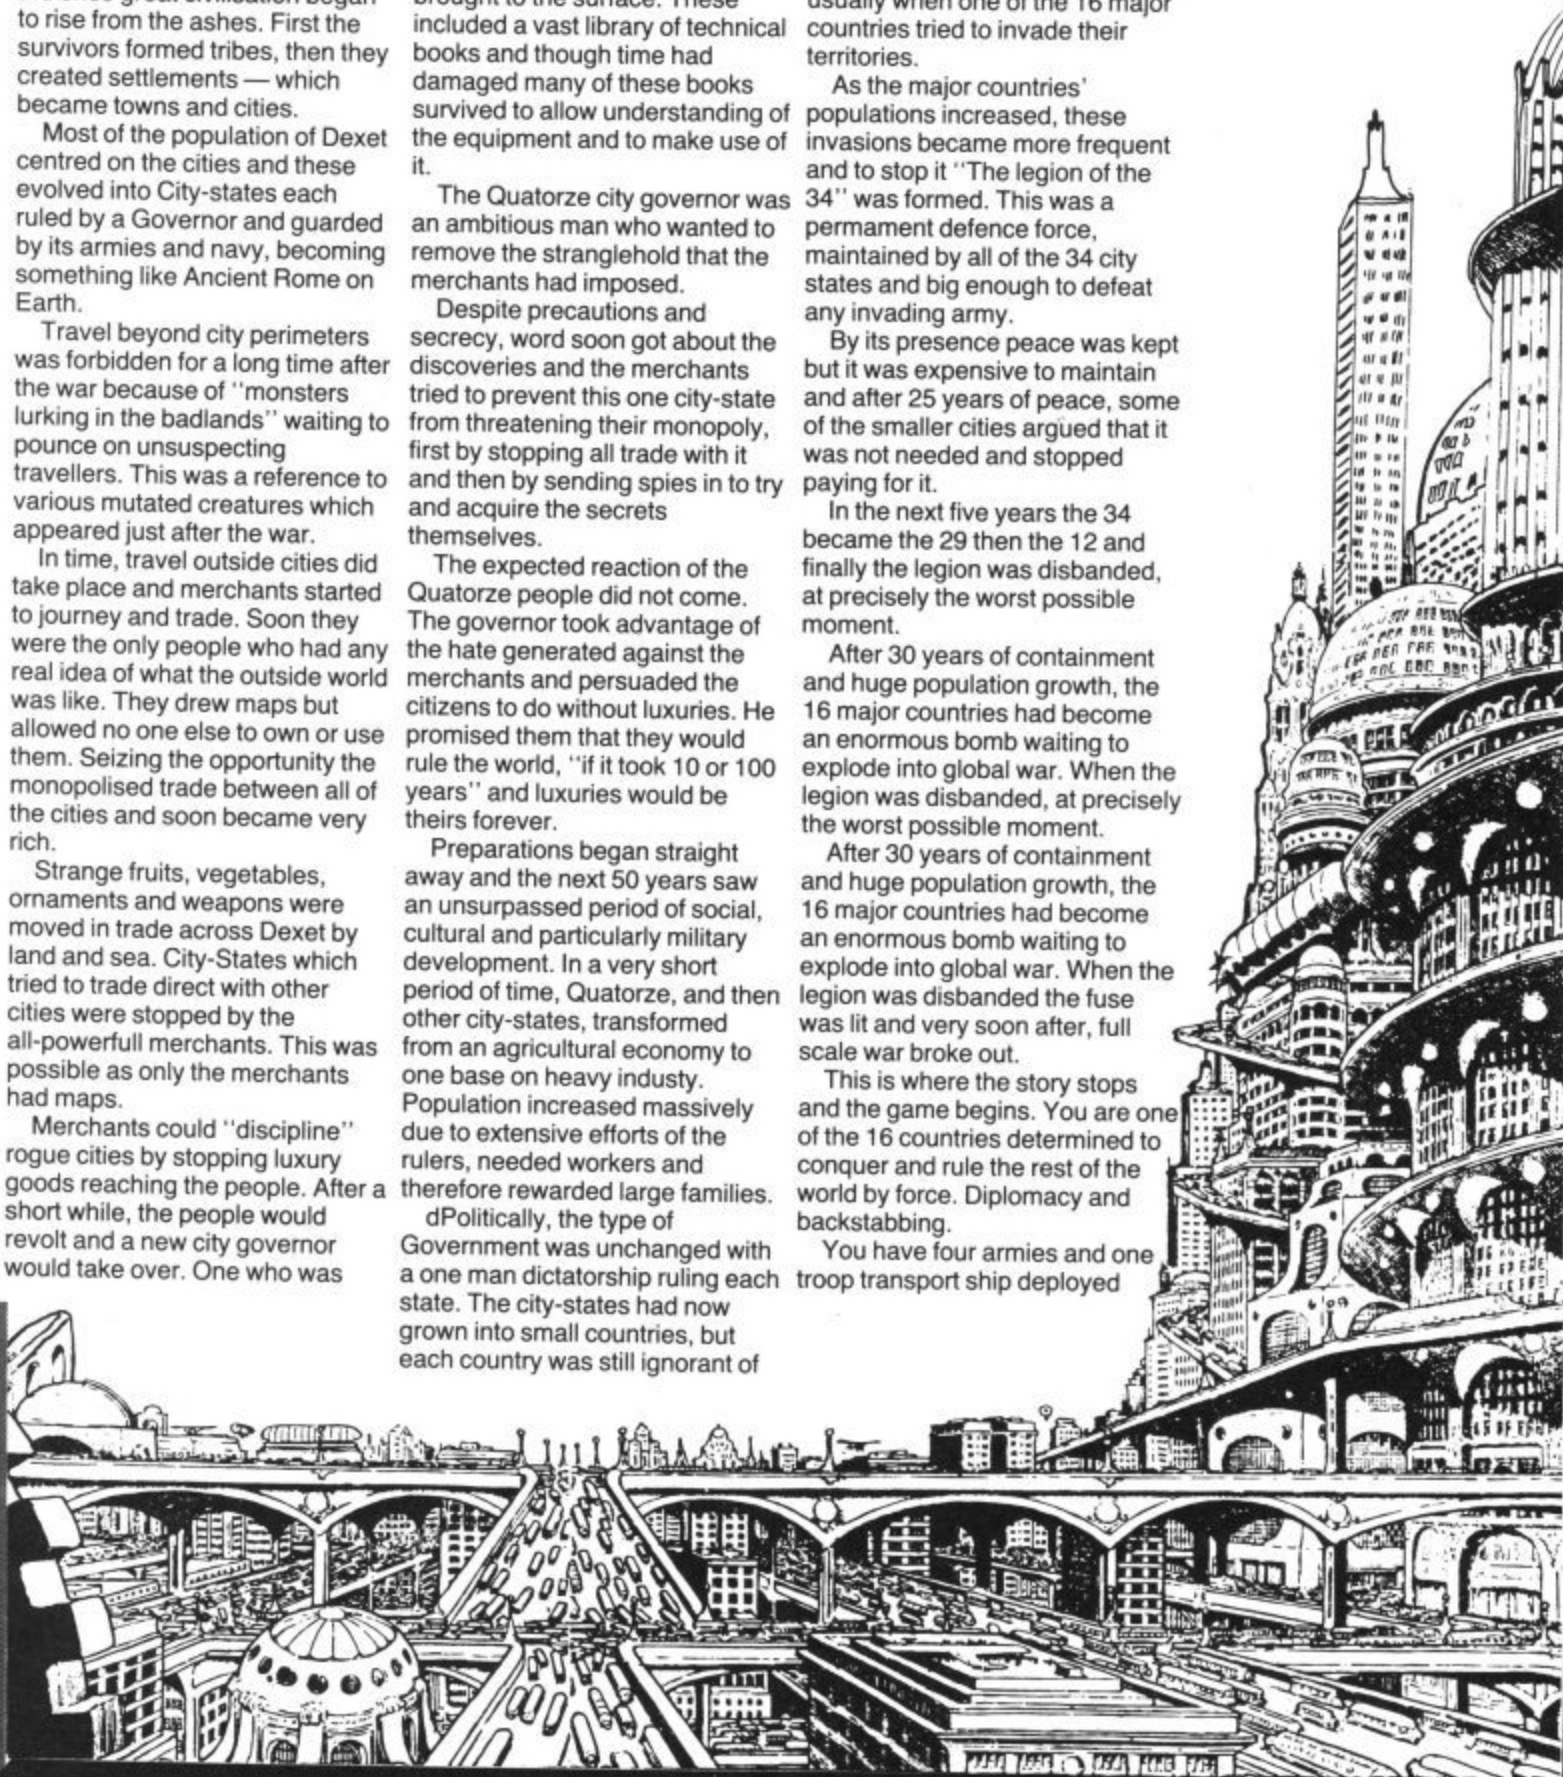 to rise from the ashes. First the
survivors formed tribes, then they
created settlements — which
became towns and cities.
Most of the population of Dexet
centred on the cities and these
evolved into City-states each
ruled by a Governor and guarded
by its armies and navy, becoming
something like Ancient Rome on
Earth.
Travel beyond city perimeters
was forbidden for a long time after
the war because of "monsters
lurking in the badlands" waiting to
pounce on unsuspecting
travellers. This was a reference to
various mutated creatures which
appeared just after the war.
In time, travel outside cities did
take place and merchants started
to journey and trade. Soon they
were the only people who had any
real idea of what the outside world
was like. They drew maps but
allowed no one else to own or use
them. Seizing the opportunity the
monopolised trade between all of
the cities and soon became very
rich.
Strange fruits, vegetables,
ornaments and weapons were
moved in trade across Dexet by
land and sea. City-States which
tried to trade direct with other
cities were stopped by the
all-powerfull merchants. This was
possible as only the merchants
had maps.
Merchants could "discipline"
rogue cities by stopping luxury
goods reaching the people. After a
short while, the people would
revolt and a new city governor
would take over. One who was
included a vast library of technical
books and though time had
damaged many of these books
survived to allow understanding of
the equipment and to make use of
it.
The Quatorze city governor was
an ambitious man who wanted to
remove the stranglehold that the
merchants had imposed.
Despite precautions and
secrecy, word soon got about the
discoveries and the merchants
tried to prevent this one city-state
from threatening their monopoly,
first by stopping all trade with it
and then by sending spies in to try
and acquire the secrets
themselves.
The expected reaction of the
Quatorze people did not come.
The governor took advantage of
the hate generated against the
merchants and persuaded the
citizens to do without luxuries. He
promised them that they would
rule the world, "if it took 10 or 100
years" and luxuries would be
theirs forever.
Preparations began straight
away and the next 50 years saw
an unsurpassed period of social,
cultural and particularly military
development. In a very short
period of time, Quatorze, and then
other city-states, transformed
from an agricultural economy to
one base on heavy industy.
Population increased massively
due to extensive efforts of the
rulers, needed workers and
therefore rewarded large families.
dPolitically, the type of
Government was unchanged with
a one man dictatorship ruling each
state. The city-states had now
grown into small countries, but
each country was still ignorant of
usually when one of the 16 major
countries tried to invade their
territories.
As the major countries'
populations increased, these
invasions became more frequent
and to stop it "The legion of the
34" was formed. This was a
permament defence force,
maintained by all of the 34 city
states and big enough to defeat
any invading army.
By its presence peace was kept
but it was expensive to maintain
and after 25 years of peace, some
of the smaller cities argued that it
was not needed and stopped
paying for it.
In the next five years the 34
became the 29 then the 12 and
finally the legion was disbanded,
at precisely the worst possible
moment.
After 30 years of containment
and huge population growth, the
16 major countries had become
an enormous bomb waiting to
explode into global war. When the
legion was disbanded, at precisely
the worst possible moment.
After 30 years of containment
and huge population growth, the
16 major countries had become
an enormous bomb waiting to
explode into global war. When the
legion was disbanded the fuse
was lit and very soon after, full
scale war broke out.
This is where the story stops
and the game begins. You are one
of the 16 countries determined to
conquer and rule the rest of the
world by force. Diplomacy and
backstabbing.
You have four armies and one
troop transport ship deployed